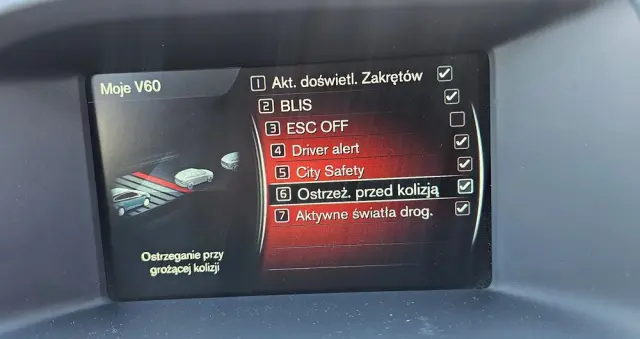 Moje V60
1 Akt. doświetl. Zakrętów
2 BLIS
3 ESC OFF
4 Driver alert
5 City Safety
6 Ostrzeż. przed kolizją
7 Aktywne światła drog.
Ostrzeganie przy
grożącej kolizji